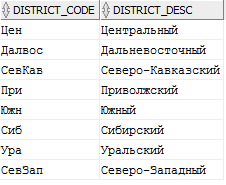 DISTRICT_CODE DISTRICT_DESC
Цен Центральный
Далвос Дальневосточный
СевКав Северо-Кавказский
При Приволжский
Южн Южный
Сиб Сибирский
Ура Уральский
СевЗап Северо-Западный